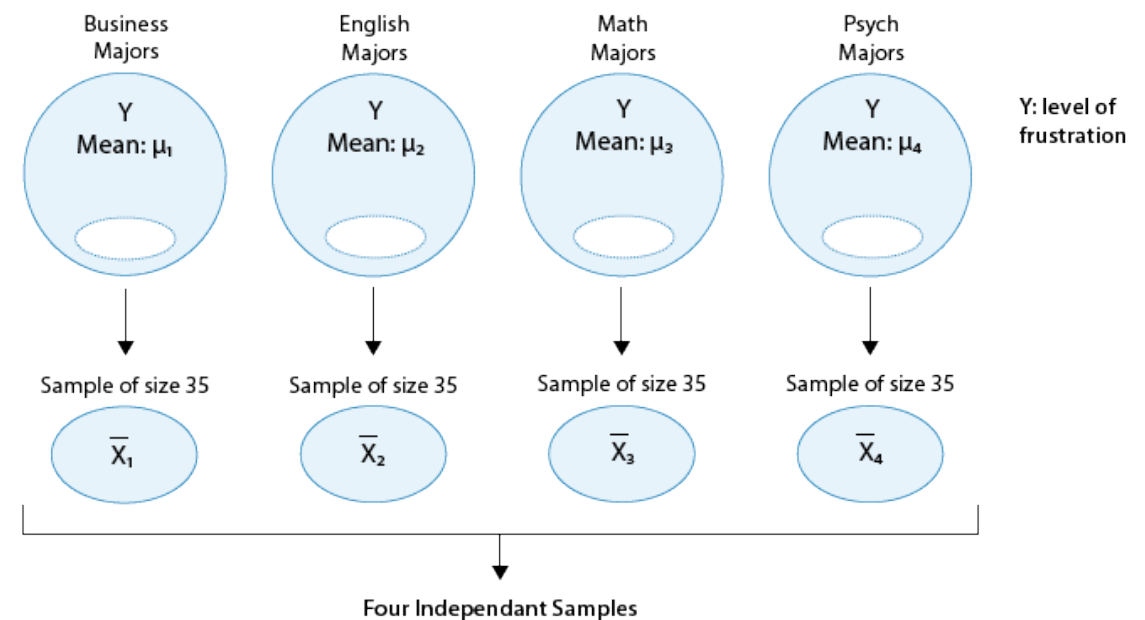 Business
Majors
English
Majors
Math
Majors
Psych
Majors
Y
Mean: μ₁
Y
Mean: μ₂
Y
Mean: μ₃
Y
Mean: μ₄
Y: level of
frustration
Sample of size 35
Sample of size 35
Sample of size 35
Sample of size 35
X̅₁
X̅₂
X̅₃
X̅₄
Four Independant Samples